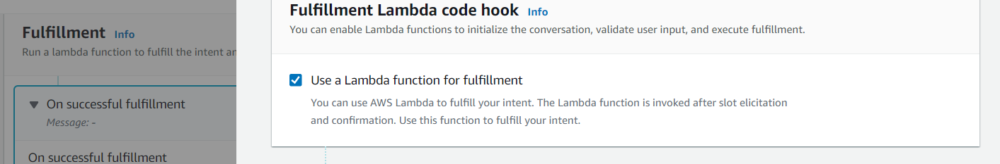 Fulfillment Info
Run a lambda function to fulfill the intent an
On successful fulfillment
Message: -
On successful fulfillment
Fulfillment Lambda code hook Info
You can enable Lambda functions to initialize the conversation, validate user input, and execute fulfillment.
Use a Lambda function for fulfillment
You can use AWS Lambda to fulfill your intent. The Lambda function is invoked after slot elicitation
and confirmation. Use this function to fulfill your intent.